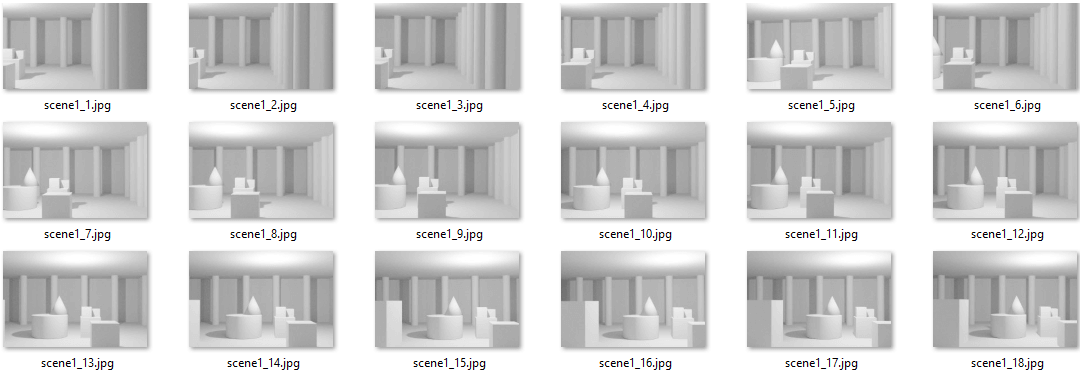 scene1_1.jpg scene1_2.jpg scene1_3.jpg scene1_4.jpg scene1_5.jpg scene1_6.jpg
scene1_7.jpg scene1_8.jpg scene1_9.jpg scene1_10.jpg scene1_11.jpg scene1_12.jpg
scene1_13.jpg scene1_14.jpg scene1_15.jpg scene1_16.jpg scene1_17.jpg scene1_18.jpg